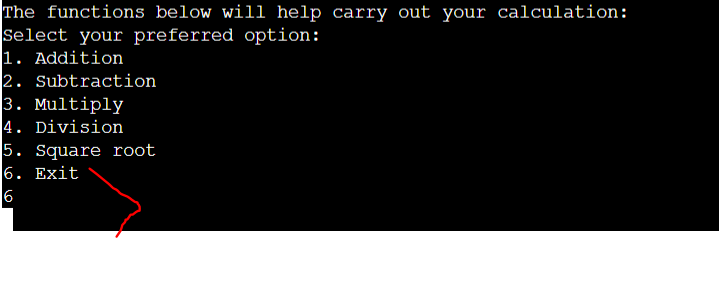 The functions below will help carry out your calculation:
Select your preferred option:
1. Addition
2. Subtraction
3. Multiply
4. Division
5. Square root
6. Exit
6